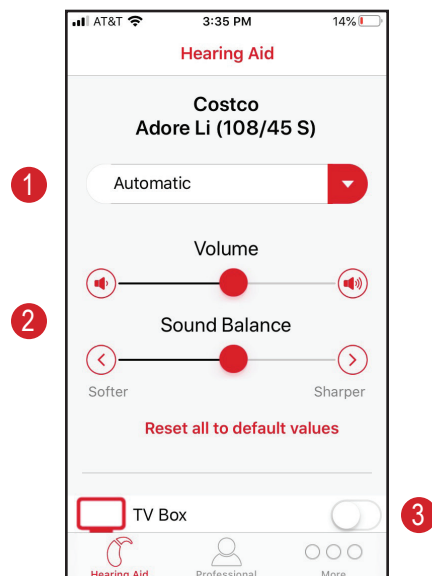 AT&T 3:35 PM 14%
Hearing Aid
Costco
Adore Li (108/45 S)
1
Automatic
Volume
2
Sound Balance
Softer Sharper
Reset all to default values
TV Box
3
Hearing Aid Professional More